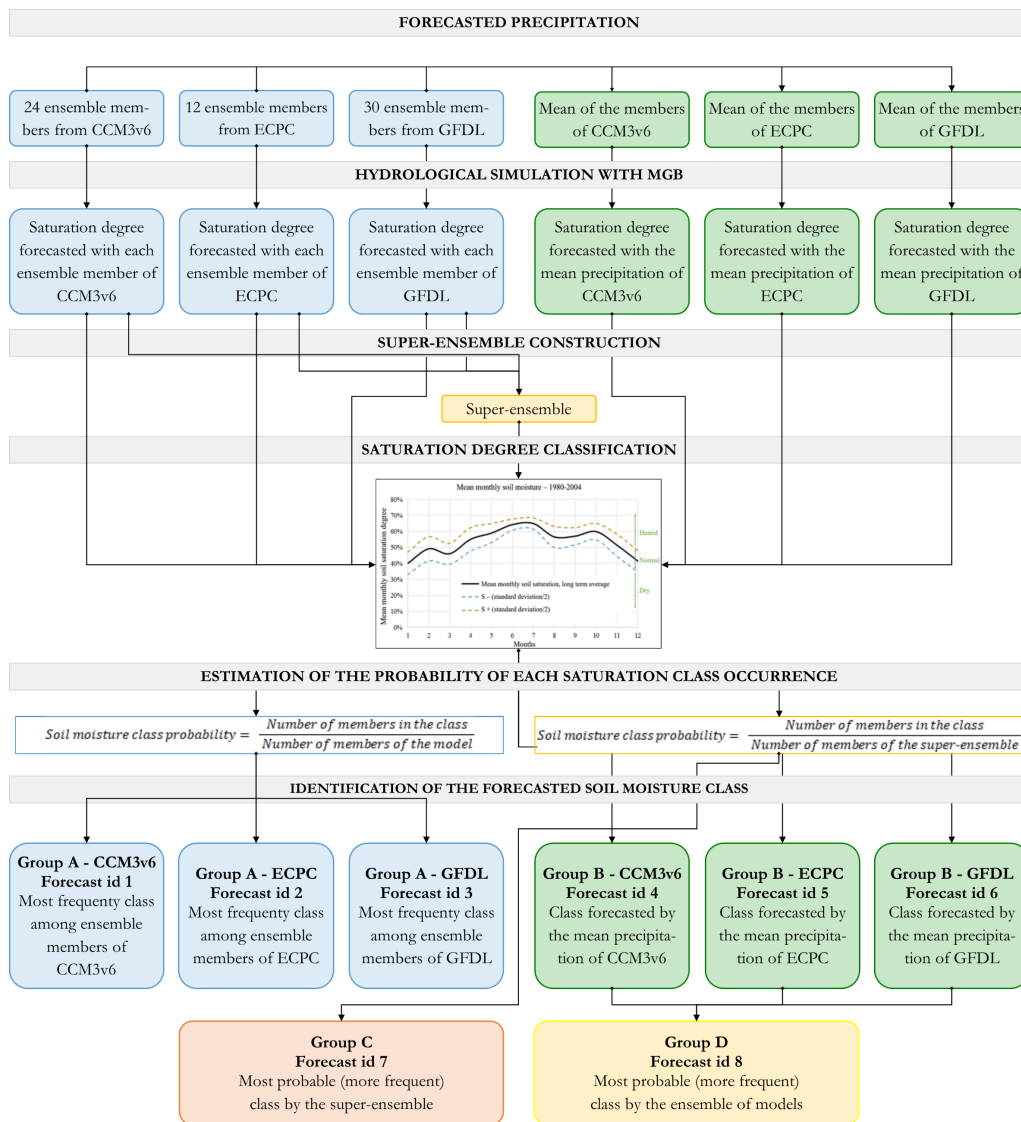 FORECASTED PRECIPITATION
24 ensemble mem-
bers from CCM3v6
12 ensemble members
from ECPC
30 ensemble mem-
bers from GFDL
Mean of the members
of CCM3v6
Mean of the members
of ECPC
Mean of the members
of GFDL
HYDROLOGICAL SIMULATION WITH MGB
Saturation degree
forecasted with each
ensemble member of
CCM3v6
Saturation degree
forecasted with each
ensemble member of
ECPC
Saturation degree
forecasted with each
ensemble member of
GFDL
Saturation degree
forecasted with the
mean precipitation of
CCM3v6
Saturation degree
forecasted with the
mean precipitation of
ECPC
Saturation degree
forecasted with the
mean precipitation of
GFDL
SUPER-ENSEMBLE CONSTRUCTION
Super-ensemble
SATURATION DEGREE CLASSIFICATION
Mean monthly soil moisture – 1980-2004
Mean monthly soil saturation degree
80%
70%
60%
50%
40%
30%
20%
10%
0%
Humid
Normal
Dry
Mean monthly soil saturation, long term average
S – (standard deviation/2)
S + (standard deviation/2)
1 2 3 4 5 6 7 8 9 10 11 12
Months
ESTIMATION OF THE PROBABILITY OF EACH SATURATION CLASS OCCURRENCE
Soil moisture class probability = Number of members in the class
Number of members of the model
Soil moisture class probability = Number of members in the class
Number of members of the super-ensemble
IDENTIFICATION OF THE FORECASTED SOIL MOISTURE CLASS
Group A - CCM3v6
Forecast id 1
Most frequenty class
among ensemble
members of
CCM3v6
Group A - ECPC
Forecast id 2
Most frequenty class
among ensemble
members of ECPC
Group A - GFDL
Forecast id 3
Most frequenty class
among ensemble
members of GFDL
Group B - CCM3v6
Forecast id 4
Class forecasted by
the mean precipita-
tion of CCM3v6
Group B - ECPC
Forecast id 5
Class forecasted by
the mean precipita-
tion of ECPC
Group B - GFDL
Forecast id 6
Class forecasted by
the mean precipita-
tion of GFDL
Group C
Forecast id 7
Most probable (more frequent)
class by the super-ensemble
Group D
Forecast id 8
Most probable (more frequent)
class by the ensemble of models